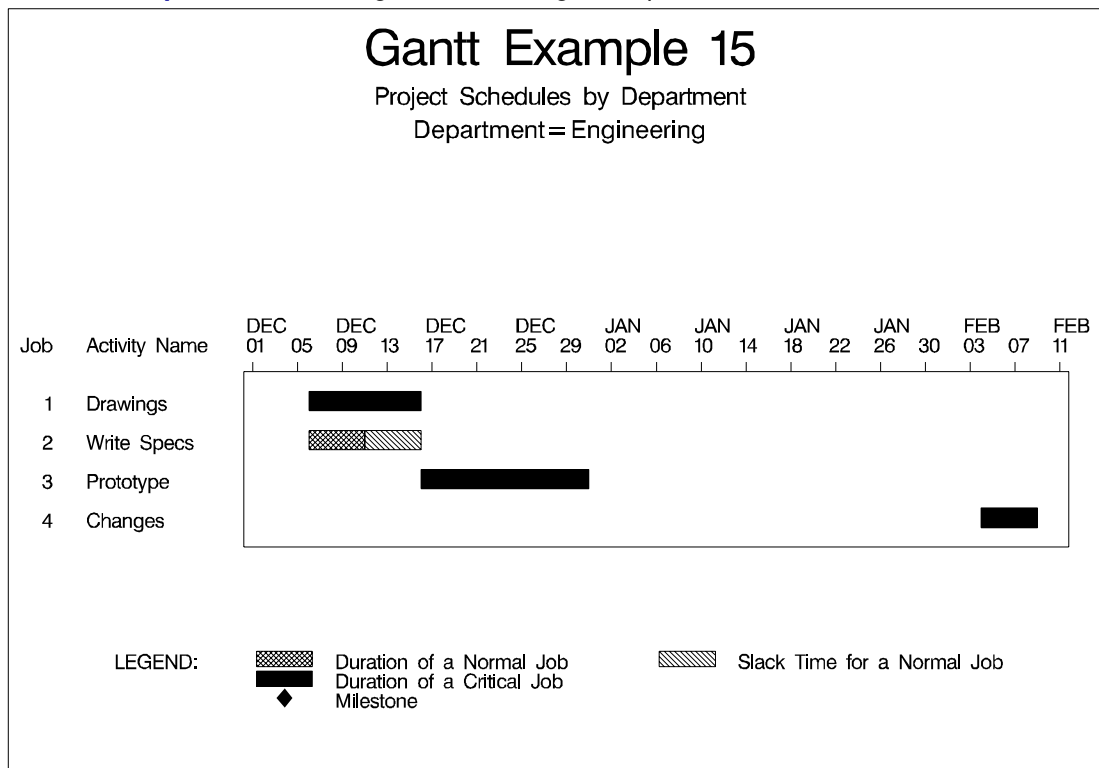 Gantt Example 15
Project Schedules by Department
Department=Engineering
DEC DEC DEC DEC JAN JAN JAN JAN FEB FEB
Job Activity Name 01 05 09 13 17 21 25 29 02 06 10 14 18 22 26 30 03 07 11
1 Drawings
2 Write Specs
3 Prototype
4 Changes
LEGEND: Duration of a Normal Job Slack Time for a Normal Job
Duration of a Critical Job
Milestone